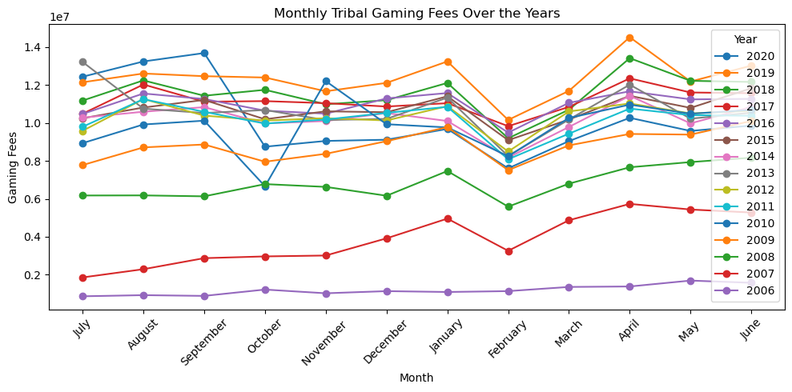 Monthly Tribal Gaming Fees Over the Years
1e7
Year
2020
2019
2018
2017
2016
2015
2014
2013
2012
2011
2010
2009
2008
2007
2006
1.4
1.2
1.0
0.8
0.6
0.4
0.2
Gaming Fees
July
August
September
October
November
December
January
February
March
April
May
June
Month